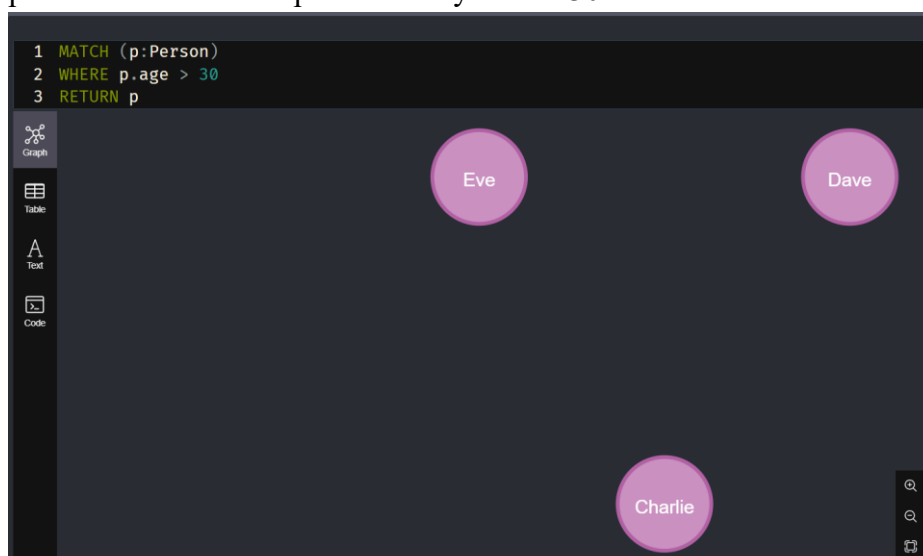 1 MATCH (p:Person)
2 WHERE p.age > 30
3 RETURN p
Graph
Eve
Dave
Table
Text
Code
Charlie